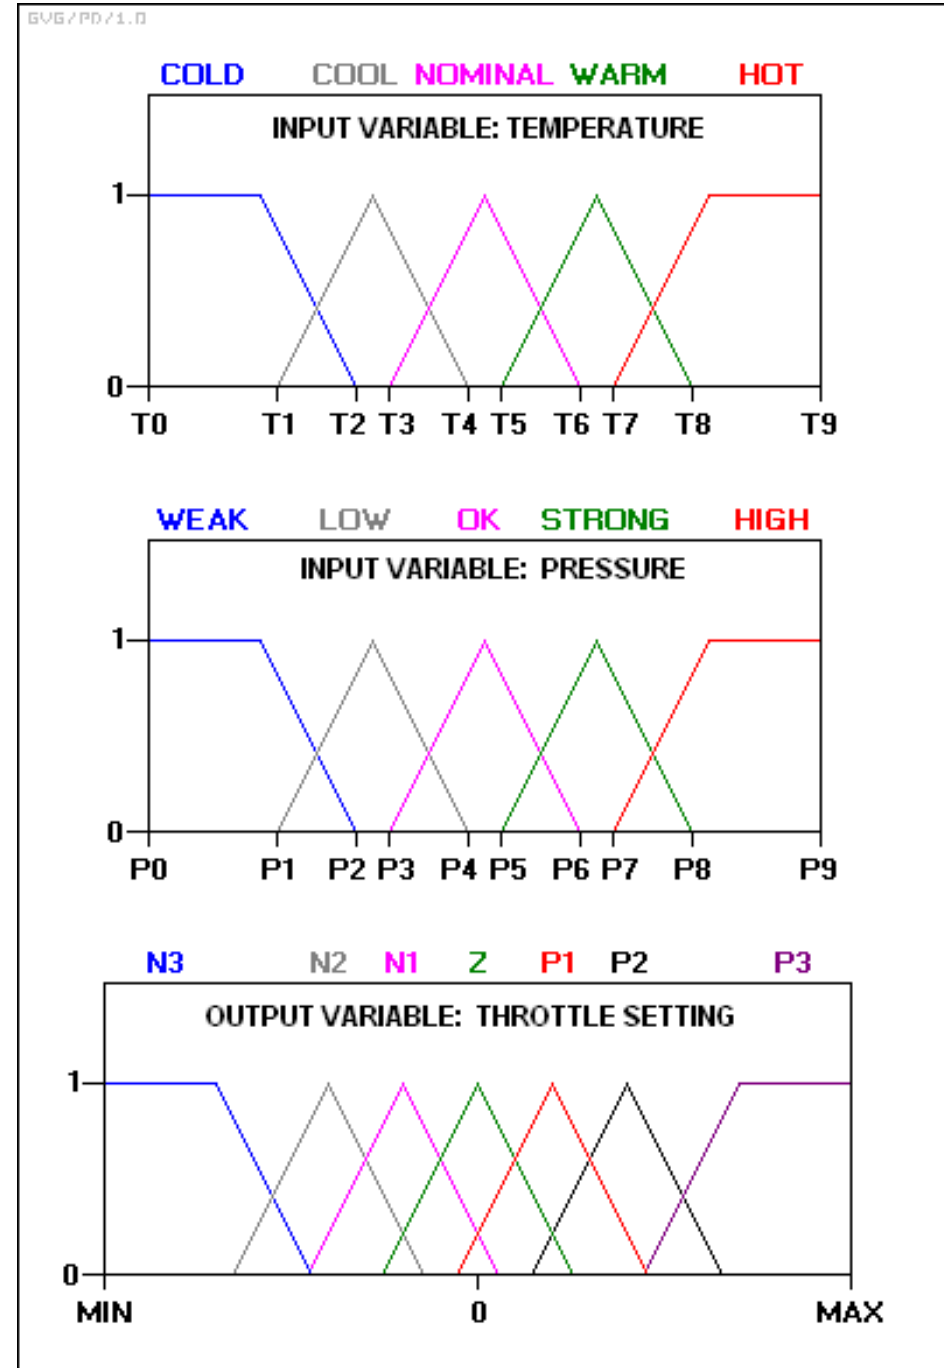 GVG/PD/1.0
COLD COOL NOMINAL WARM HOT
INPUT VARIABLE: TEMPERATURE
1
0
T0 T1 T2 T3 T4 T5 T6 T7 T8 T9
WEAK LOW OK STRONG HIGH
INPUT VARIABLE: PRESSURE
1
0
P0 P1 P2 P3 P4 P5 P6 P7 P8 P9
N3 N2 N1 Z P1 P2 P3
OUTPUT VARIABLE: THROTTLE SETTING
1
0
MIN 0 MAX